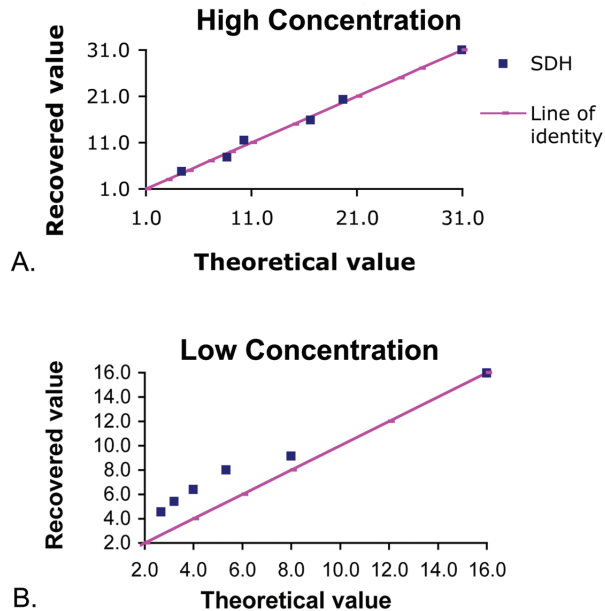 High Concentration
Recovered value
31.0
21.0
11.0
1.0
1.0 11.0 21.0 31.0
Theoretical value
SDH
Line of
identity
A.
Low Concentration
Recovered value
16.0
14.0
12.0
10.0
8.0
6.0
4.0
2.0
2.0 4.0 6.0 8.0 10.0 12.0 14.0 16.0
Theoretical value
B.